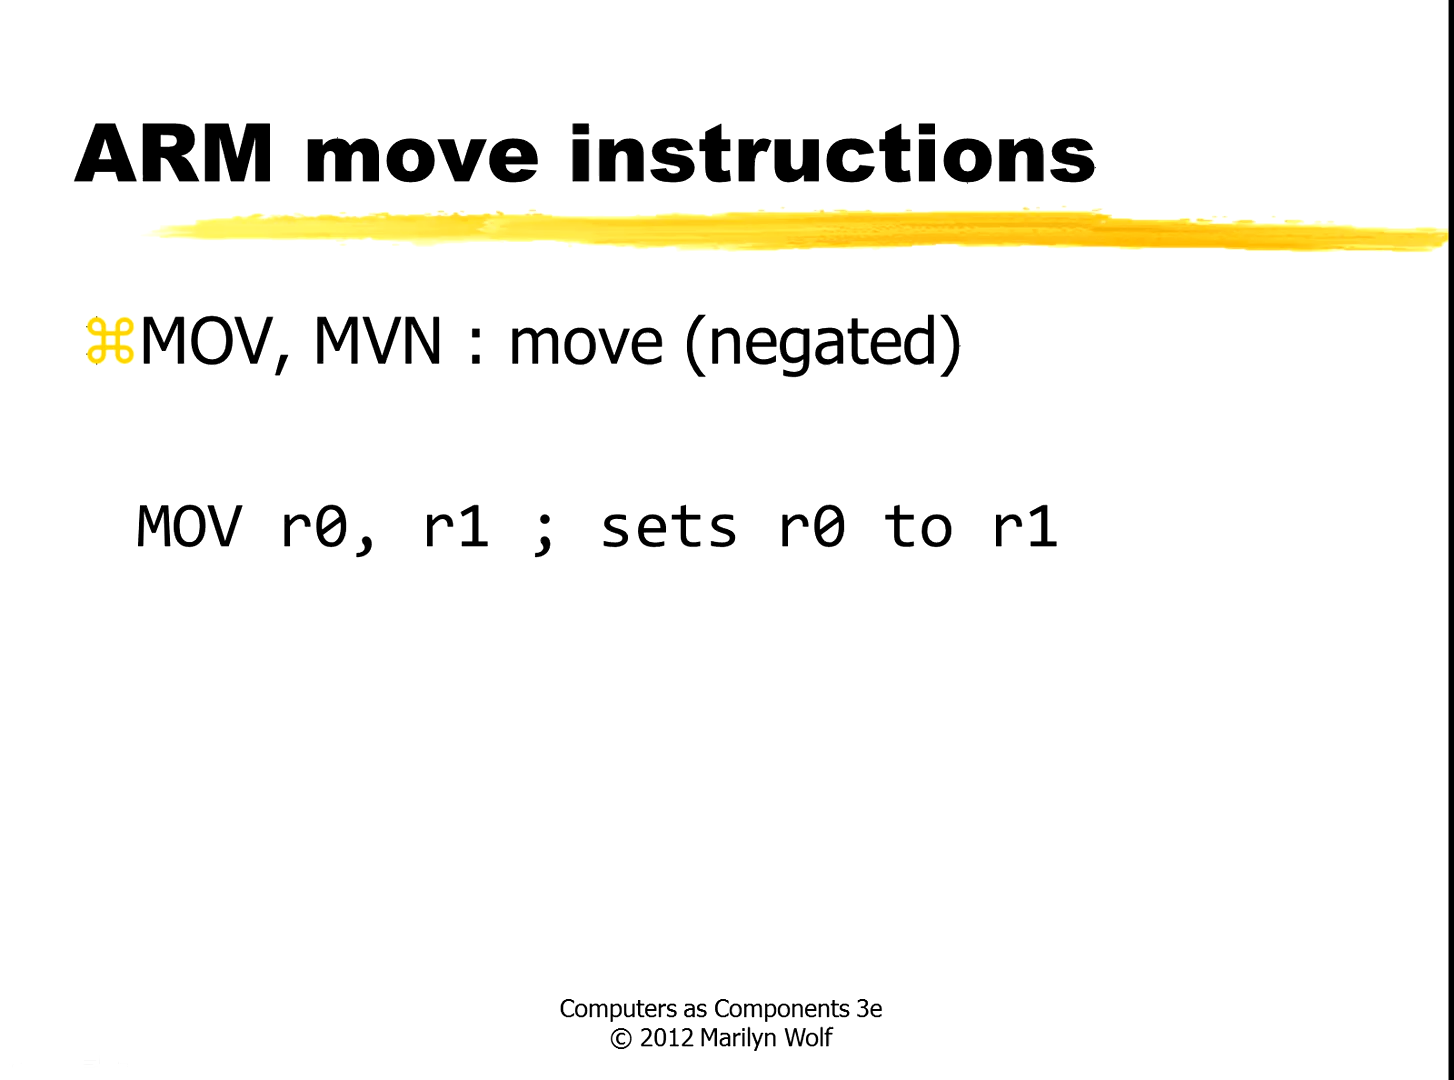 ARM move instructions
⌘MOV, MVN : move (negated)
MOV r0, r1 ; sets r0 to r1
Computers as Components 3e
© 2012 Marilyn Wolf